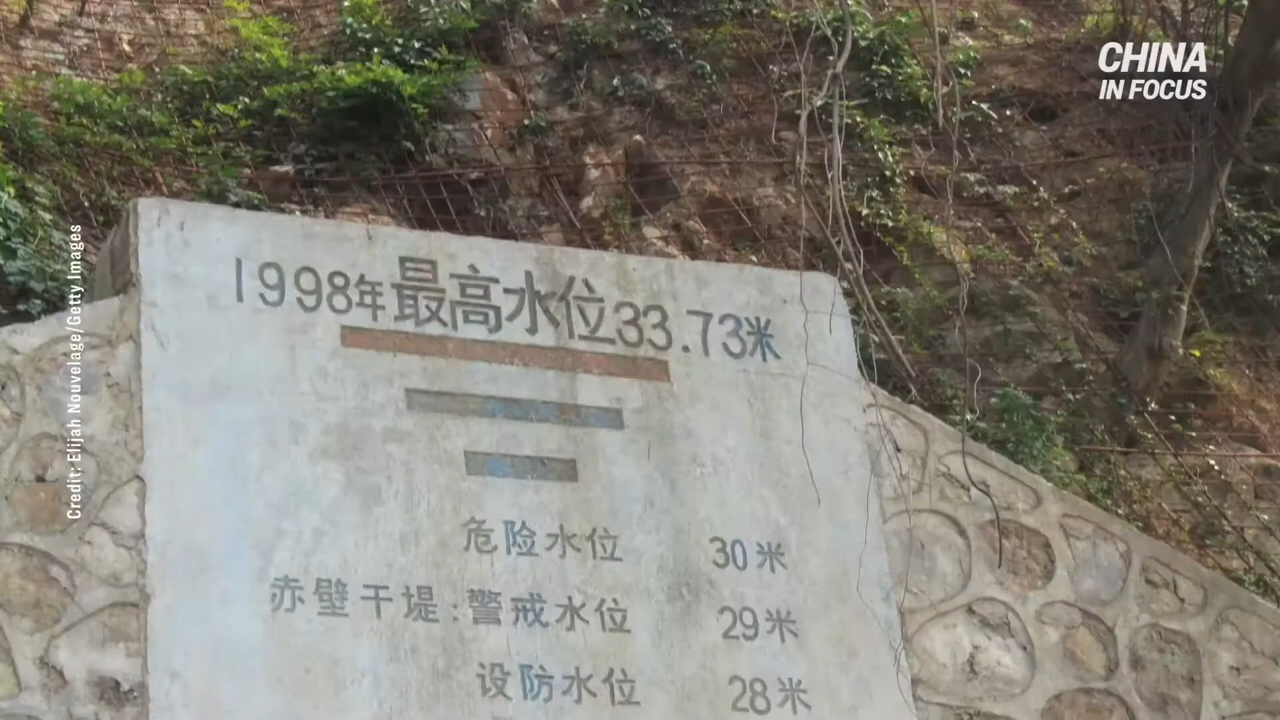 CHINA
IN FOCUS
Credit: Elijah Nouvelage/Getty Images
1998年最高水位33.73米
危险水位 30米
赤壁干堤:警戒水位 29米
设防水位 28米